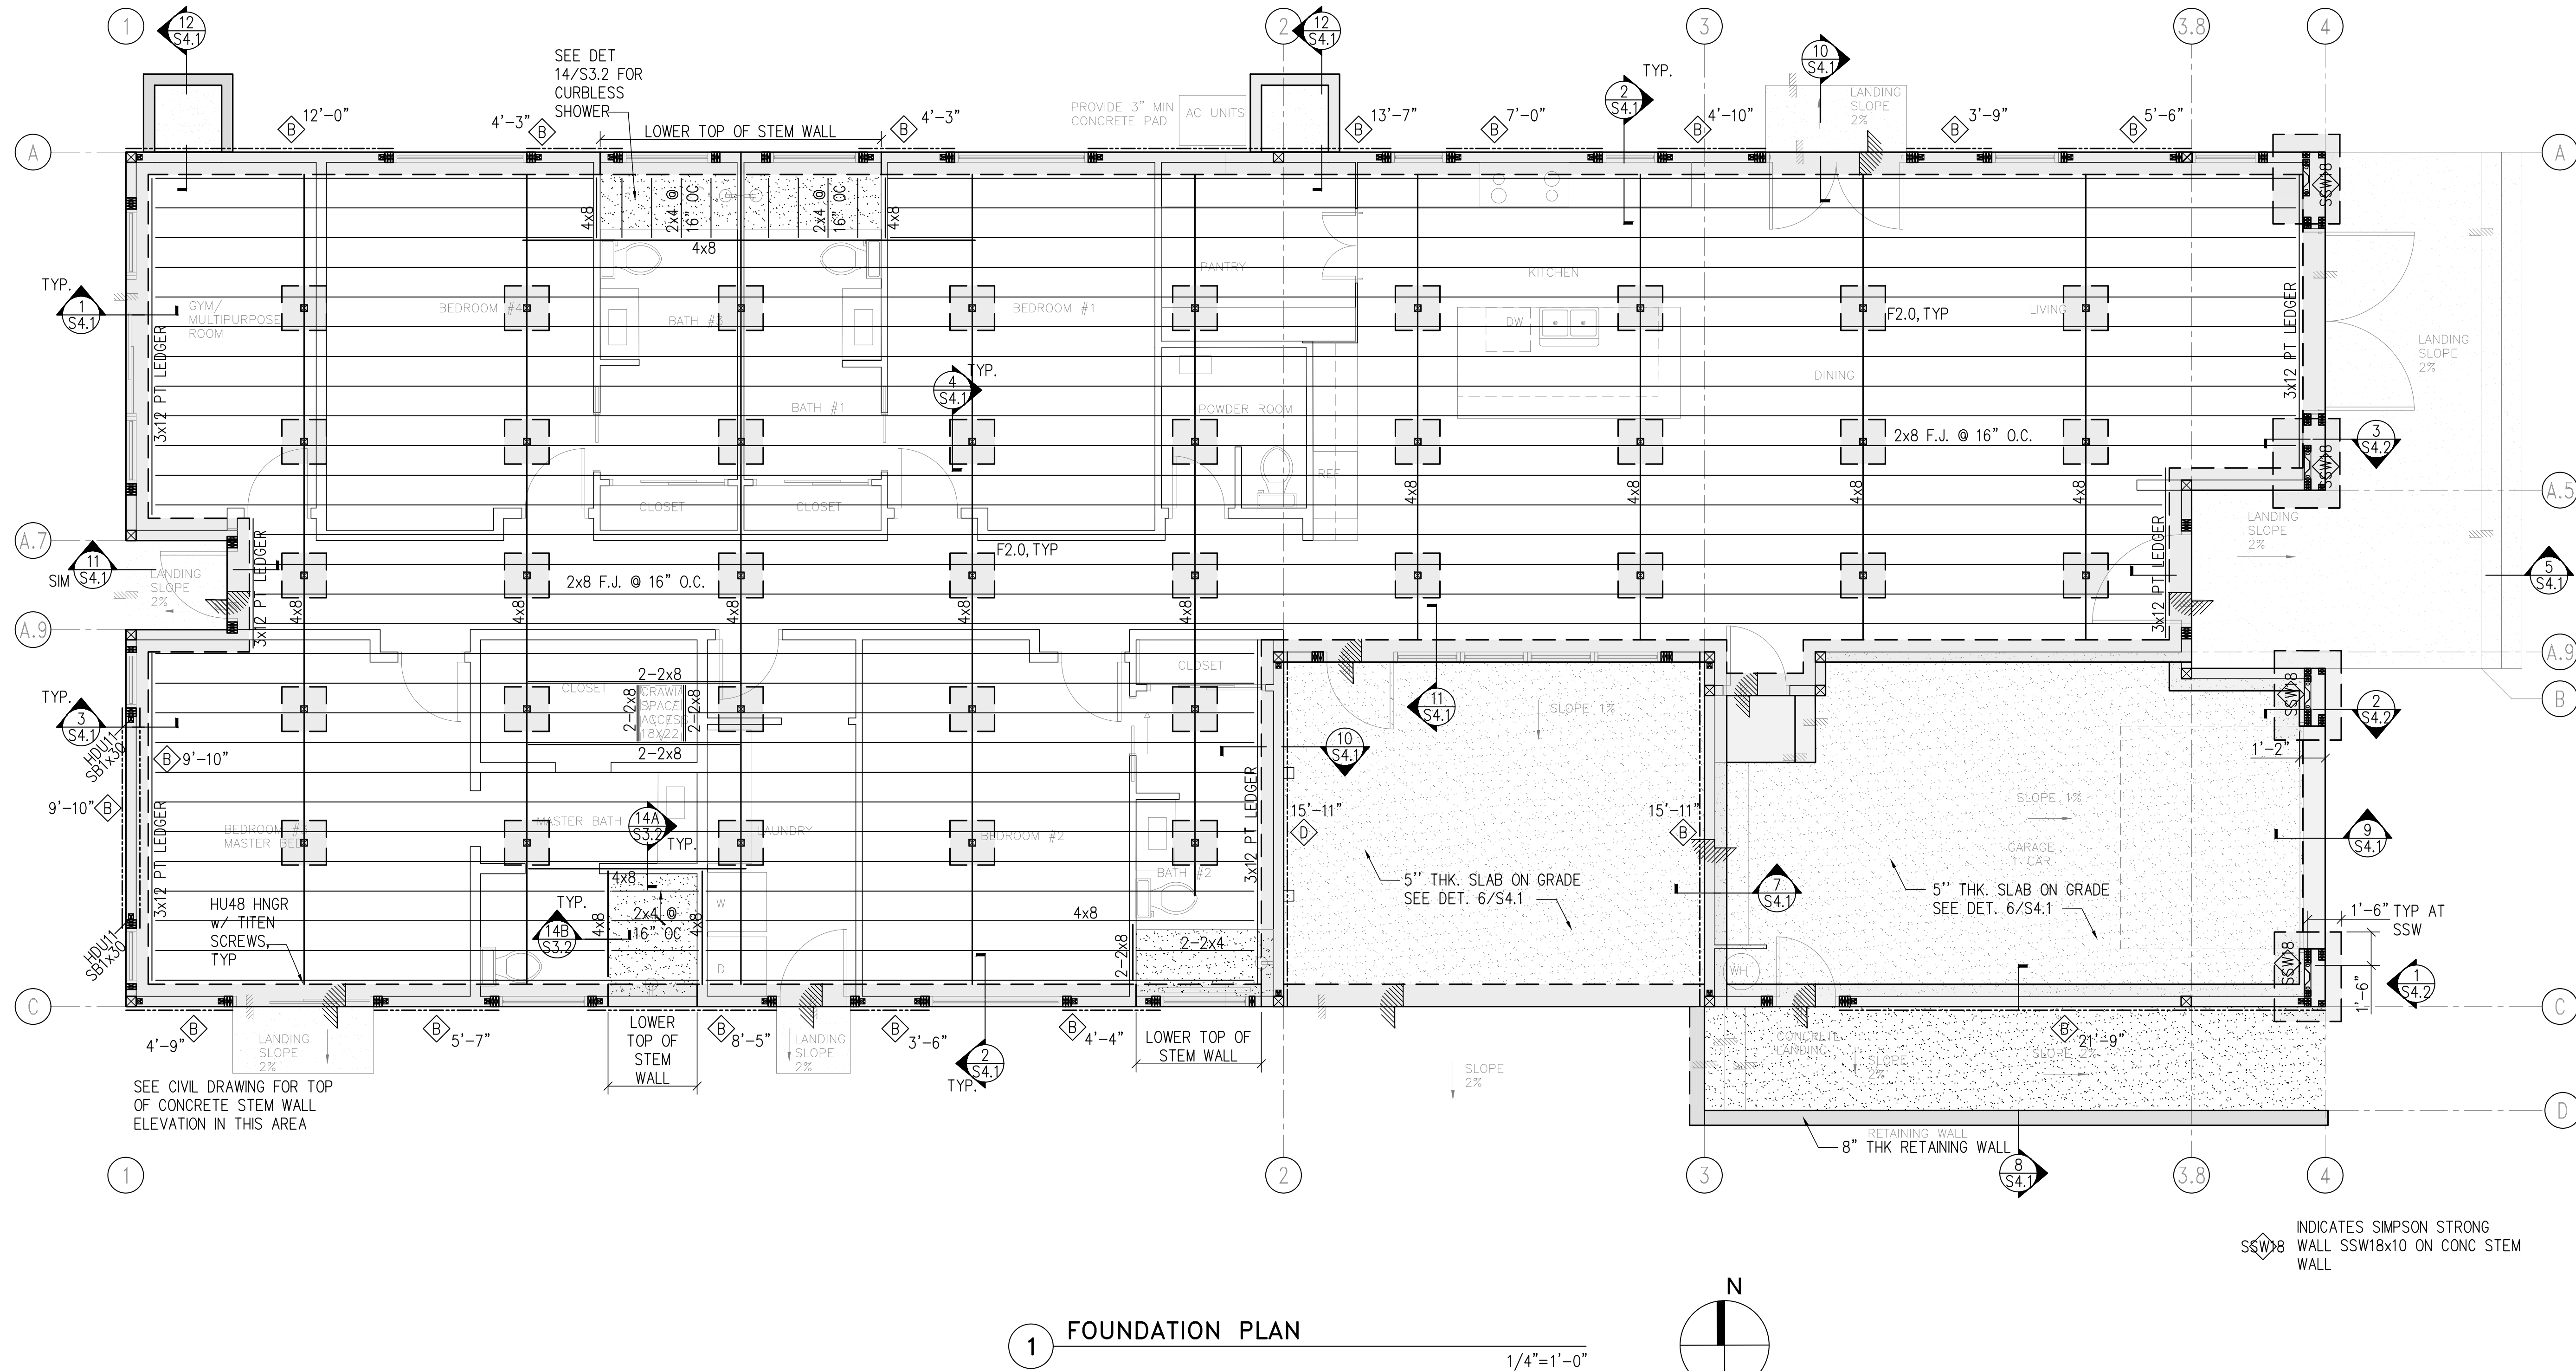 1
12
S4.1
2
12
S4.1
3
10
S4.1
3.8
4
SEE DET
14/S3.2 FOR
CURBLESS
SHOWER
TYP.
2
S4.1
LANDING
SLOPE
2%
PROVIDE 3" MIN
CONCRETE PAD
AC UNITS
B 12'-0"
4'-3" B
LOWER TOP OF STEM WALL
B 4'-3"
B 13'-7"
B 7'-0"
B 4'-10"
B 3'-9"
B 5'-6"
A
A
SSW18
4x8
2x4 @
16" OC
2x4 @
16" OC
4x8
4x8
TYP.
1
S4.1
GYM/
MULTIPURPOSE
ROOM
BEDROOM #4
BATH #3
BEDROOM #1
PANTRY
KITCHEN
DW
F2.0, TYP
LIVING
3x12 PT LEDGER
3x12 PT LEDGER
LANDING
SLOPE
2%
4
S4.1
TYP.
DINING
BATH #1
POWDER ROOM
2x8 F.J. @ 16" O.C.
3
S4.2
SSW18
REF
CLOSET
CLOSET
4x8
4x8
4x8
4x8
A.5
LANDING
SLOPE
2%
A.7
11
S4.1
SIM
LANDING
SLOPE
2%
3x12 PT LEDGER
F2.0, TYP
2x8 F.J. @ 16" O.C.
3x12 PT LEDGER
5
S4.1
4x8
4x8
4x8
4x8
4x8
A.9
A.9
CLOSET
2-2x8
CLOSET
CRAWL
SPACE
ACCESS
18X22
2-2x8
2-2x8
2-2x8
B
SSW18
2
S4.2
TYP.
3
S4.1
11
S4.1
SLOPE 1%
HDU11
SB1x30
B 9'-10"
9'-10" B
10
S4.1
1'-2"
3x12 PT LEDGER
3x12 PT LEDGER
15'-11"
D
15'-11"
B
SLOPE 1%
9
S4.1
BEDROOM #3
MASTER BED
MASTER BATH
14A
S3.2
TYP.
LAUNDRY
BEDROOM #2
GARAGE
1 CAR
BATH #2
4x8
5'' THK. SLAB ON GRADE
SEE DET. 6/S4.1
7
S4.1
5'' THK. SLAB ON GRADE
SEE DET. 6/S4.1
HU48 HNGR
w/ TITEN
SCREWS,
TYP
TYP.
14B
S3.2
4x8
2x4 @
16" OC
4x8
W
D
4x8
2-2x8
2-2x4
1'-6" TYP AT
SSW
HDU11
SB1x30
WH
SSW18
1
S4.2
1'-6"
C
C
B
4'-9"
LANDING
SLOPE
2%
B 5'-7"
LOWER
TOP OF
STEM
WALL
B 8'-5"
LANDING
SLOPE
2%
B 3'-6"
B 4'-4"
LOWER TOP OF
STEM WALL
2
S4.1
TYP.
SLOPE
2%
CONCRETE
LANDING
SLOPE
2%
SLOPE 2%
B 21'-9"
SEE CIVIL DRAWING FOR TOP
OF CONCRETE STEM WALL
ELEVATION IN THIS AREA
D
RETAINING WALL
8" THK RETAINING WALL
8
S4.1
1
2
3
3.8
4
SSW18
INDICATES SIMPSON STRONG
WALL SSW18x10 ON CONC STEM
WALL
N
1
FOUNDATION PLAN
1/4"=1'-0"